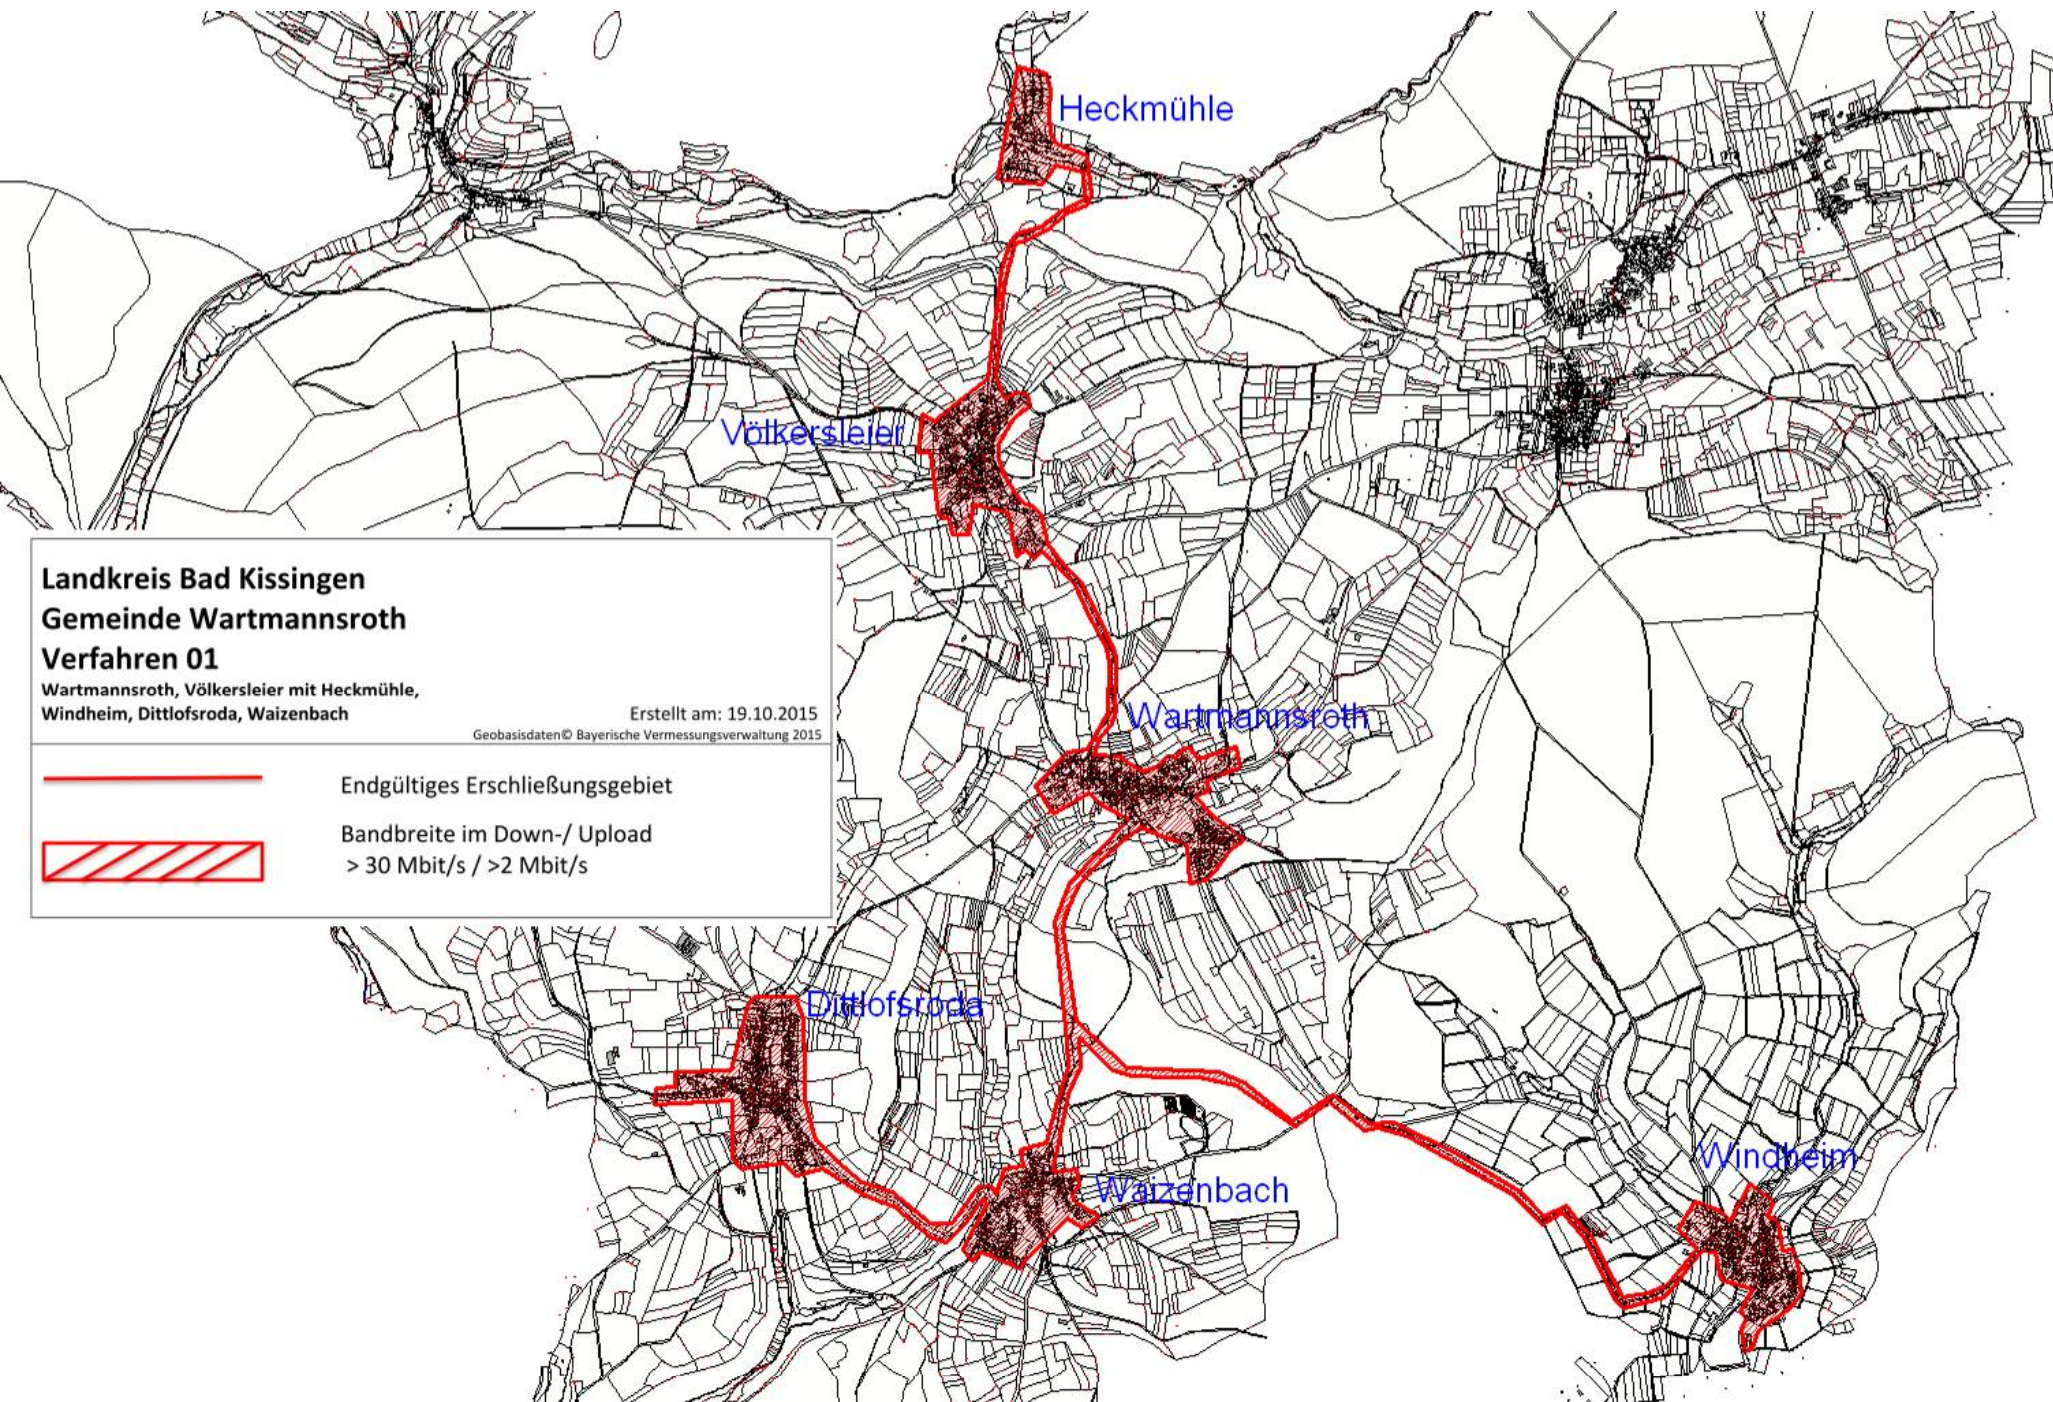 Heckmühle
Völkersleier
Landkreis Bad Kissingen
Gemeinde Wartmannsroth
Verfahren 01
Wartmannsroth, Völkersleier mit Heckmühle,
Windheim, Dittlofsroda, Waizenbach
Erstellt am: 19.10.2015
Geobasisdaten© Bayerische Vermessungsverwaltung 2015
Endgültiges Erschließungsgebiet
Bandbreite im Down-/ Upload
> 30 Mbit/s / >2 Mbit/s
Wartmannsroth
Dittlofsroda
Windheim
Waizenbach